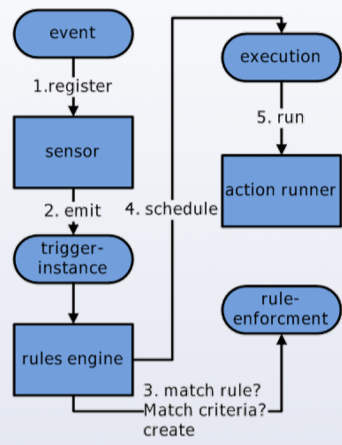 event
1.register
sensor
2. emit
trigger-
instance
rules engine
4. schedule
execution
5. run
action runner
rule-
enforcment
3. match rule?
Match criteria?
create